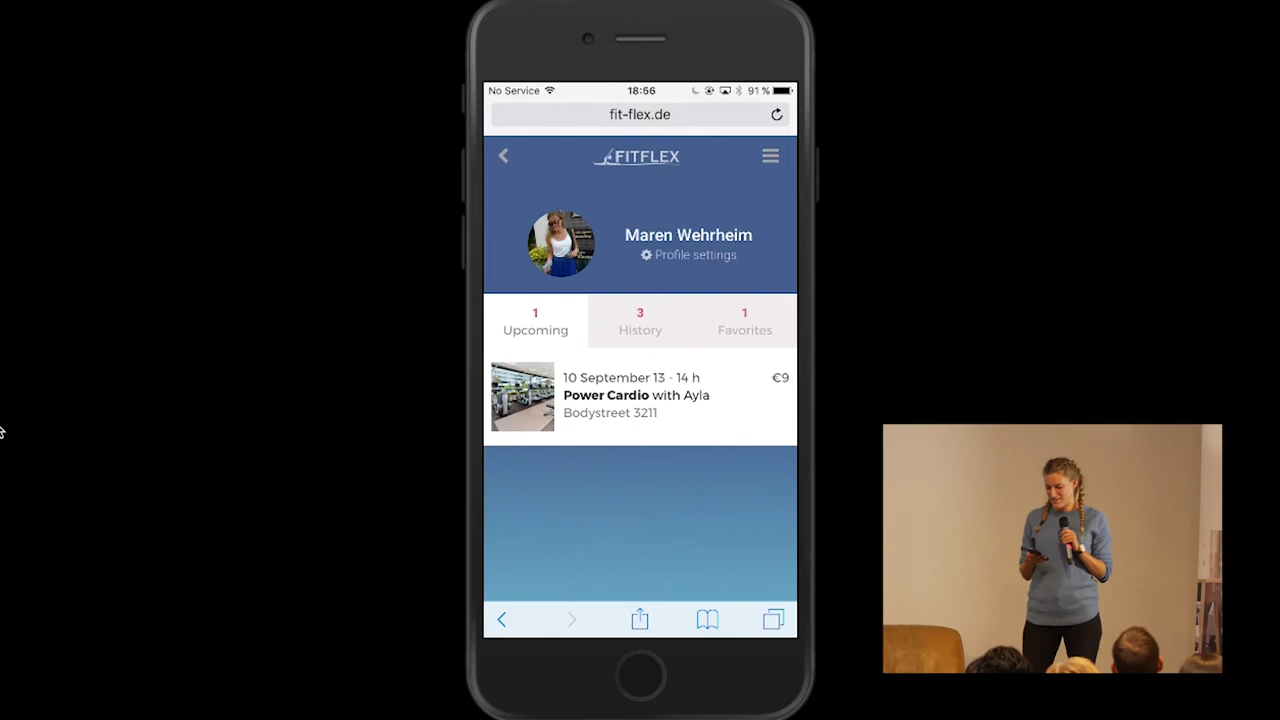 No Service 18:56 91 %
fit-flex.de
FITFLEX
Maren Wehrheim
Profile settings
1 3 1
Upcoming History Favorites
10 September 13 - 14 h €9
Power Cardio with Ayla
Bodystreet 3211